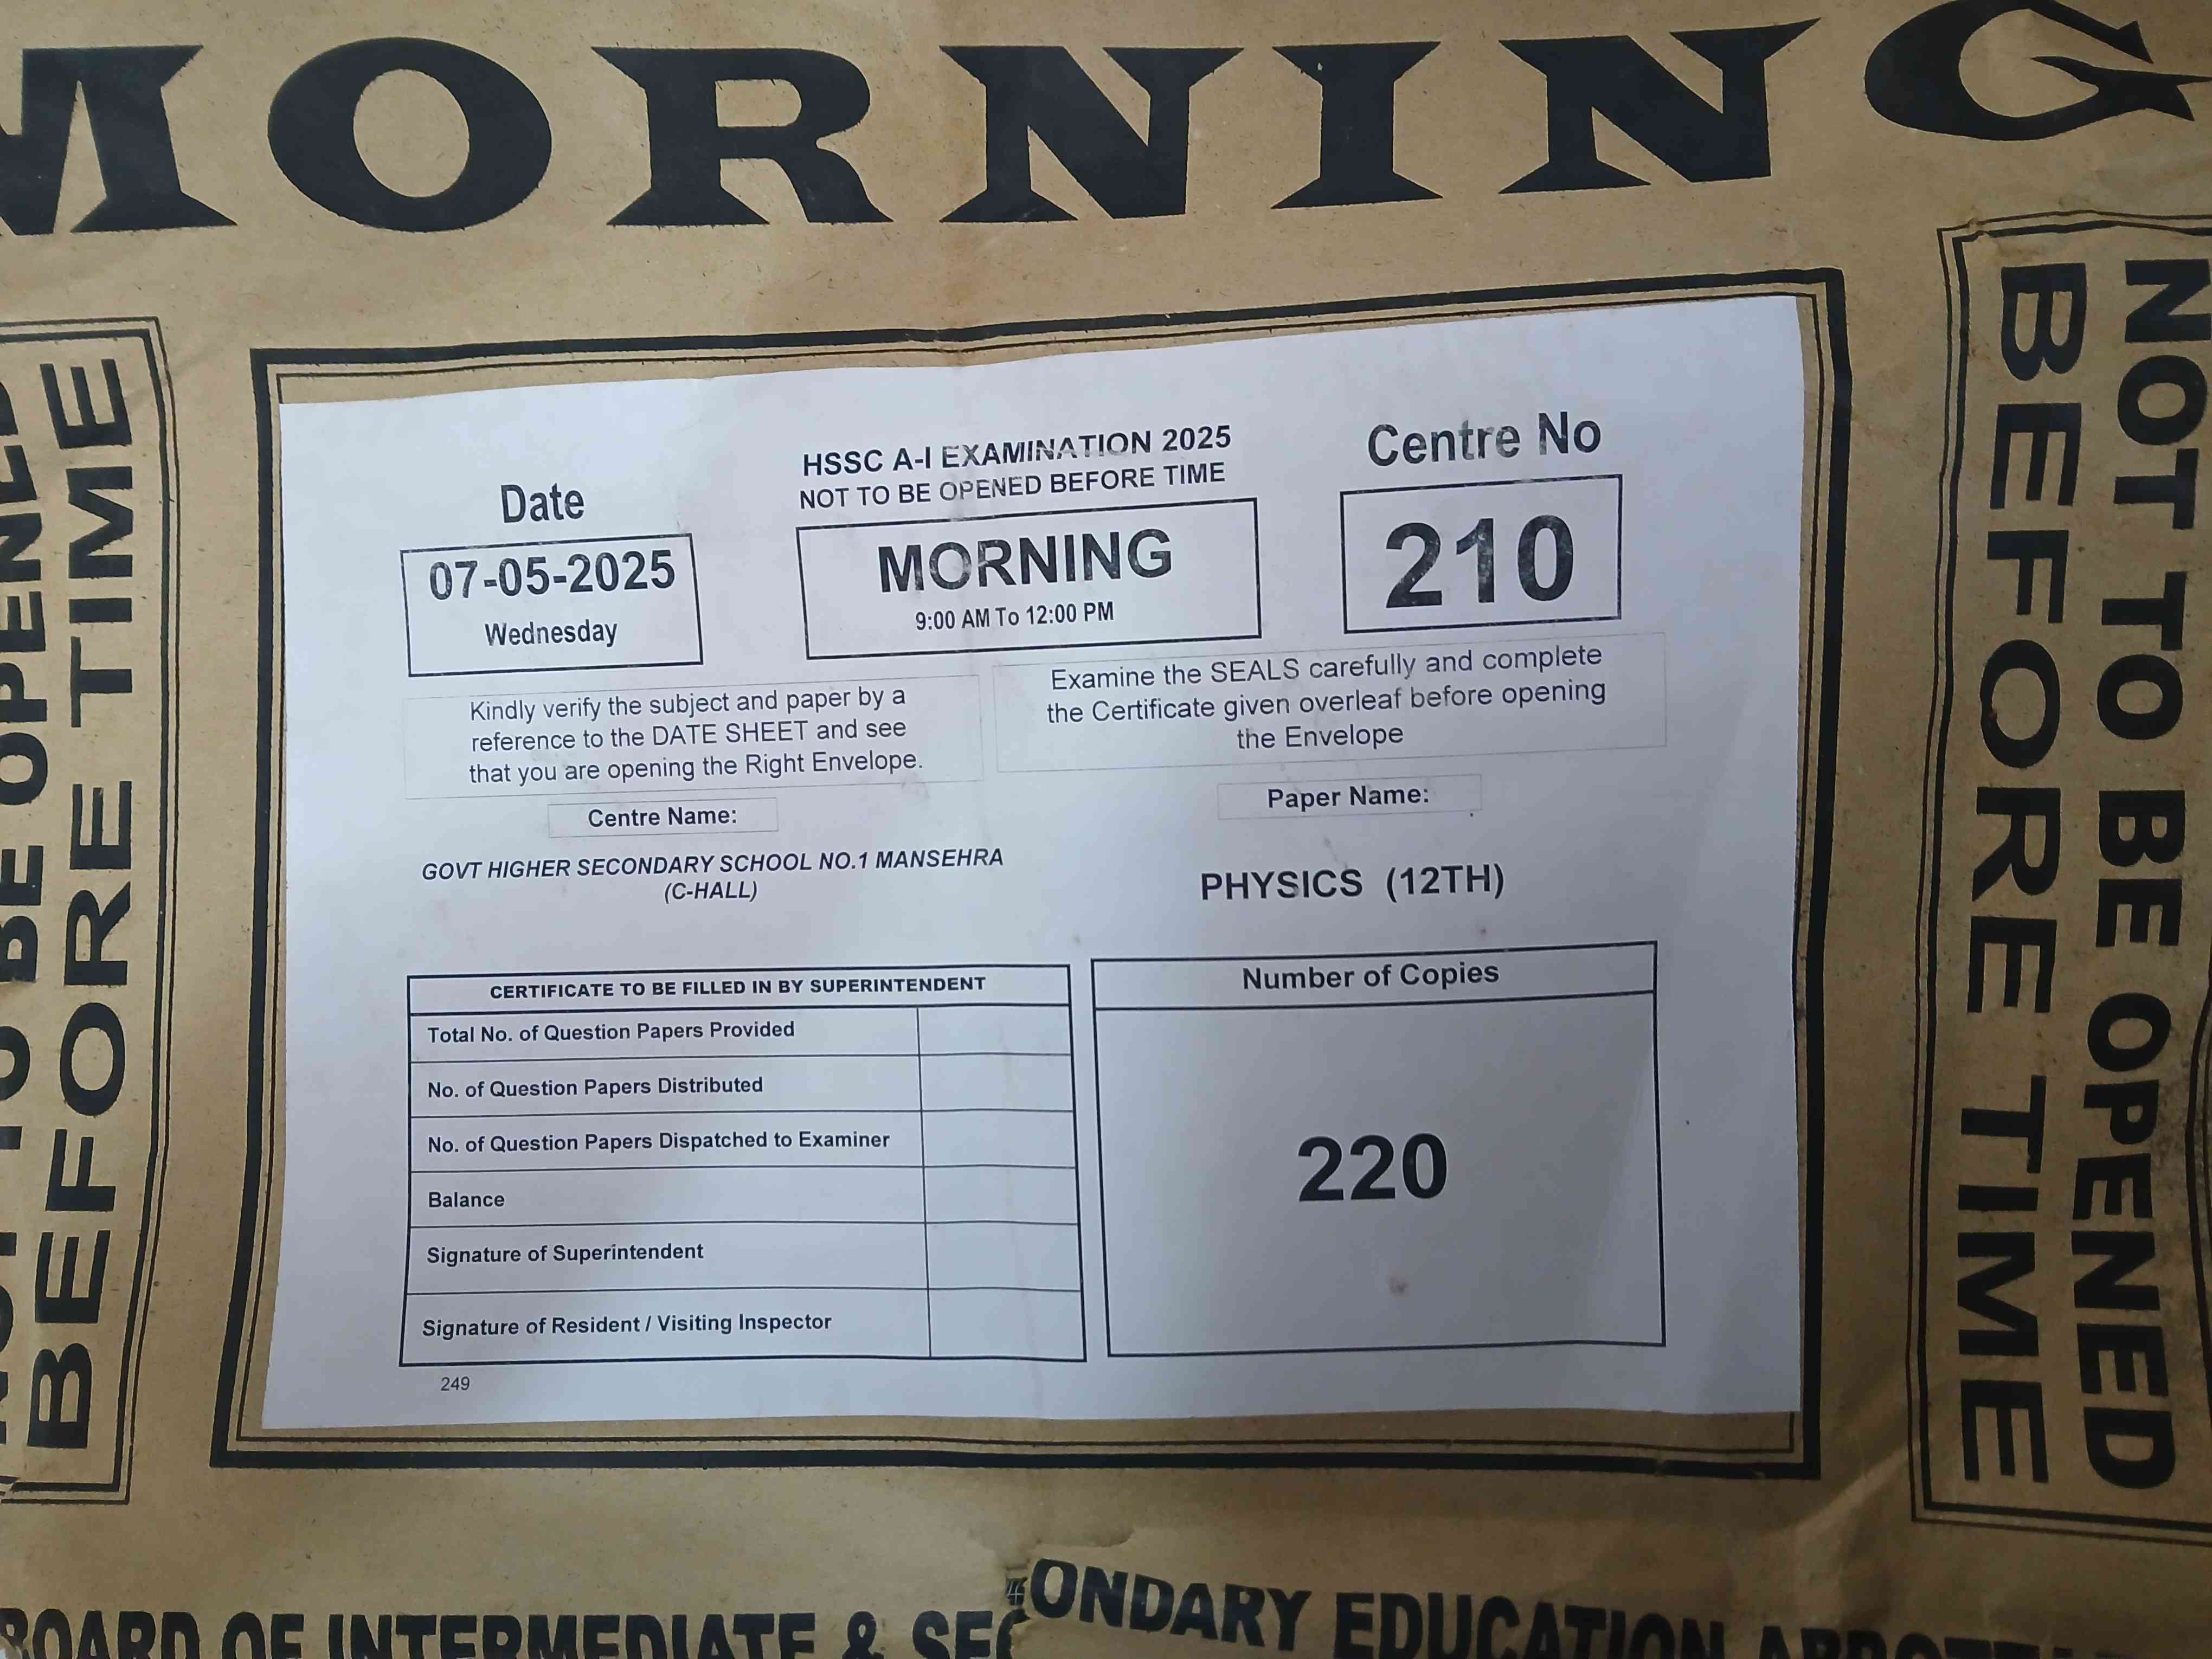 MORNING
NOT TO BE OPENED
BEFORE TIME
HSSC A-I EXAMINATION 2025
NOT TO BE OPENED BEFORE TIME
Date
07-05-2025
Wednesday
MORNING
9:00 AM To 12:00 PM
Centre No
210
Kindly verify the subject and paper by a
reference to the DATE SHEET and see
that you are opening the Right Envelope.
Examine the SEALS carefully and complete
the Certificate given overleaf before opening
the Envelope
Centre Name:
GOVT HIGHER SECONDARY SCHOOL NO.1 MANSEHRA
(C-HALL)
Paper Name:
PHYSICS (12TH)
CERTIFICATE TO BE FILLED IN BY SUPERINTENDENT
Total No. of Question Papers Provided
No. of Question Papers Distributed
No. of Question Papers Dispatched to Examiner
Balance
Signature of Superintendent
Signature of Resident / Visiting Inspector
Number of Copies
220
249
NOT TO BE OPENED
BEFORE TIME
BOARD OF INTERMEDIATE & SECONDARY EDUCATION